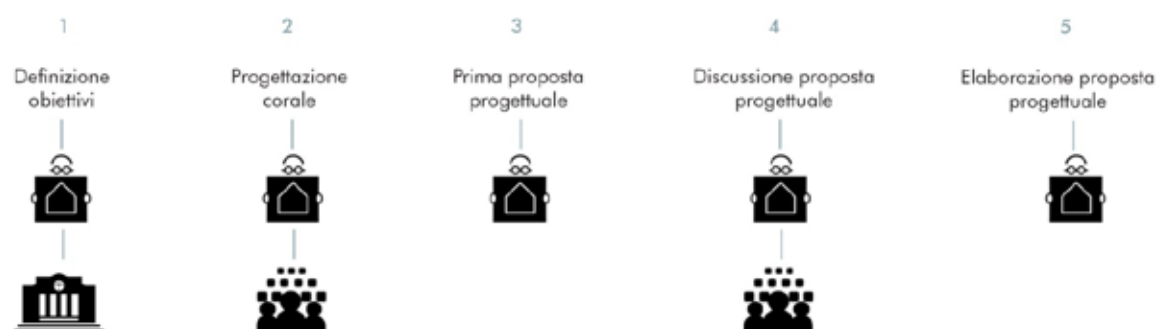 1
Definizione
obiettivi
2
Progettazione
corale
3
Prima proposta
progettuale
4
Discussione proposta
progettuale
5
Elaborazione proposta
progettuale